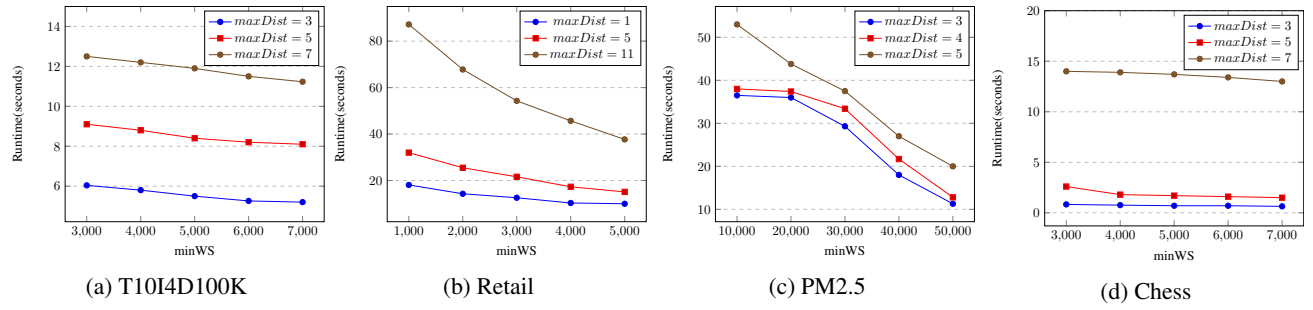 Runtime(seconds)
14
12
10
8
6
3,000
4,000
5,000
6,000
7,000
minWS
maxDist = 3
maxDist = 5
maxDist = 7
(a) T10I4D100K
Runtime(seconds)
80
60
40
20
1,000
2,000
3,000
4,000
5,000
minWS
maxDist = 1
maxDist = 5
maxDist = 11
(b) Retail
Runtime(seconds)
50
40
30
20
10
10,000
20,000
30,000
40,000
50,000
minWS
maxDist = 3
maxDist = 4
maxDist = 5
(c) PM2.5
Runtime(seconds)
20
15
10
5
0
3,000
4,000
5,000
6,000
7,000
minWS
maxDist = 3
maxDist = 5
maxDist = 7
(d) Chess